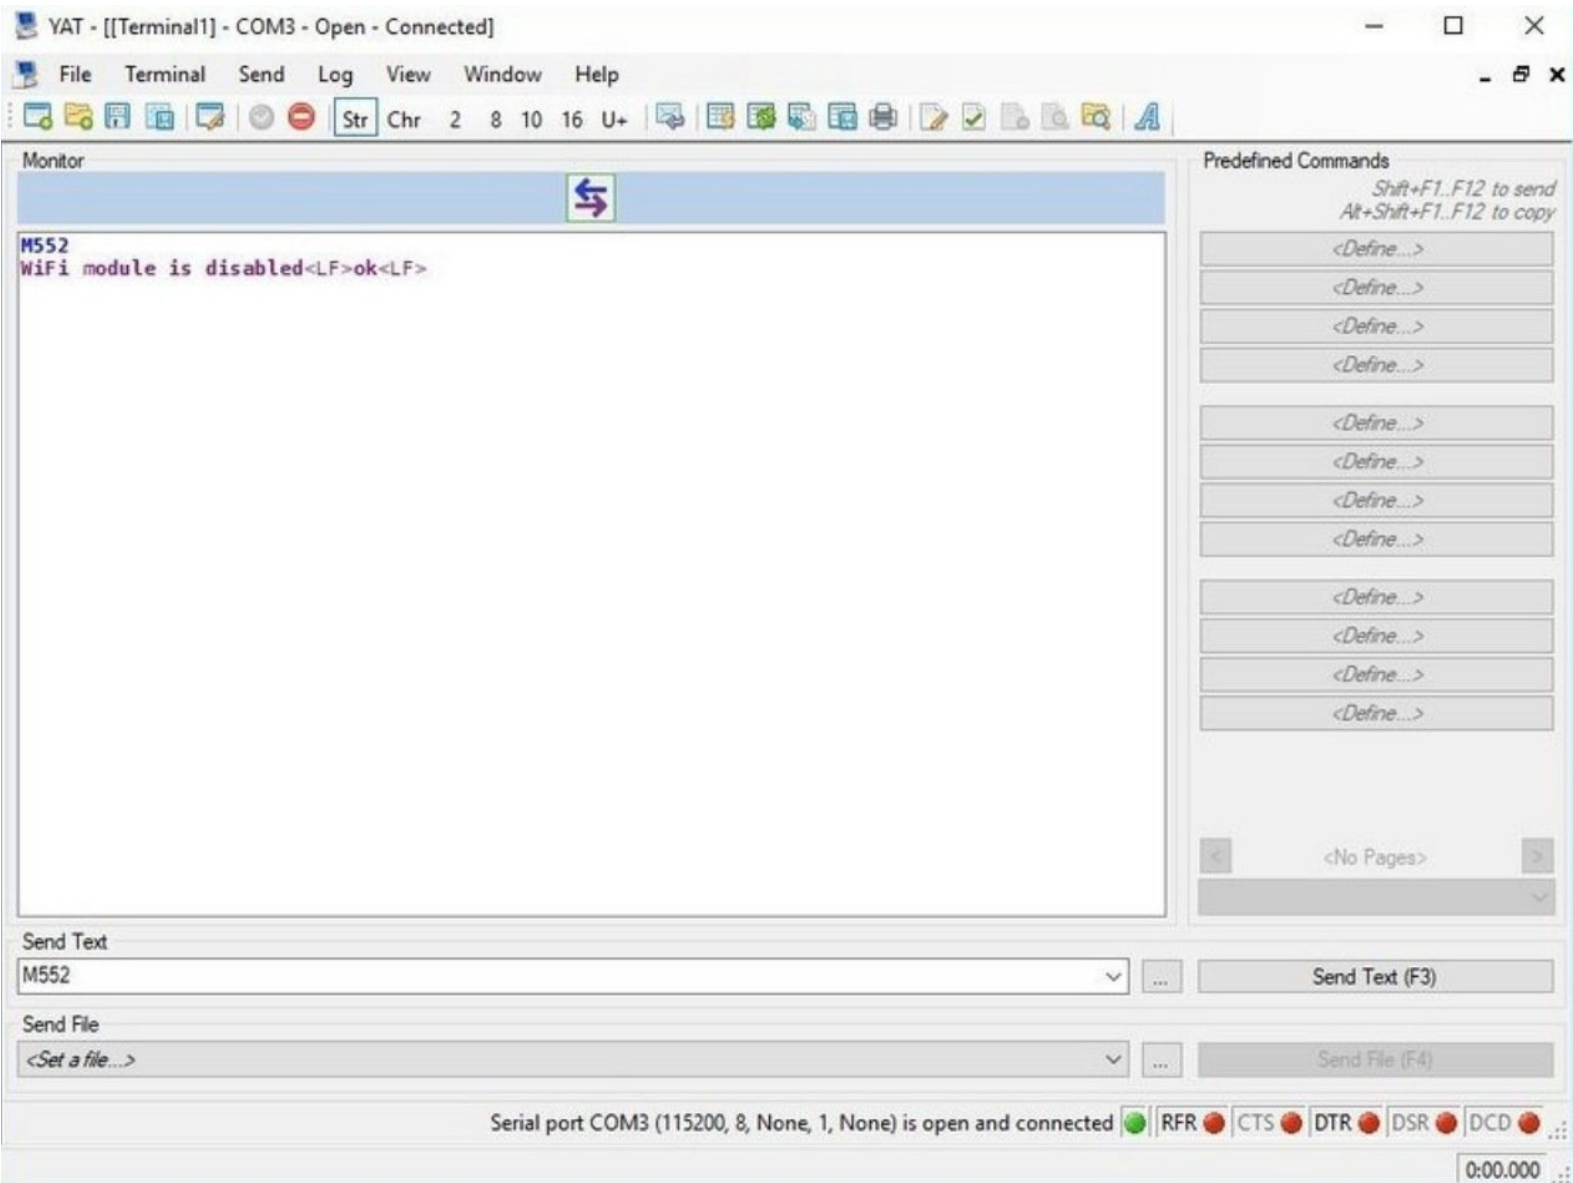 YAT - [[Terminal1] - COM3 - Open - Connected]
File Terminal Send Log View Window Help
Str Chr 2 8 10 16 U+
Monitor
M552
WiFi module is disabled<LF>ok<LF>
Predefined Commands
Shift+F1..F12 to send
Alt+Shift+F1..F12 to copy
<Define...>
<Define...>
<Define...>
<Define...>
<Define...>
<Define...>
<Define...>
<Define...>
<Define...>
<Define...>
<Define...>
<Define...>
< <No Pages> >
Send Text
M552 ... Send Text (F3)
Send File
<Set a file...> ... Send File (F4)
Serial port COM3 (115200, 8, None, 1, None) is open and connected RFR CTS DTR DSR DCD
0:00.000